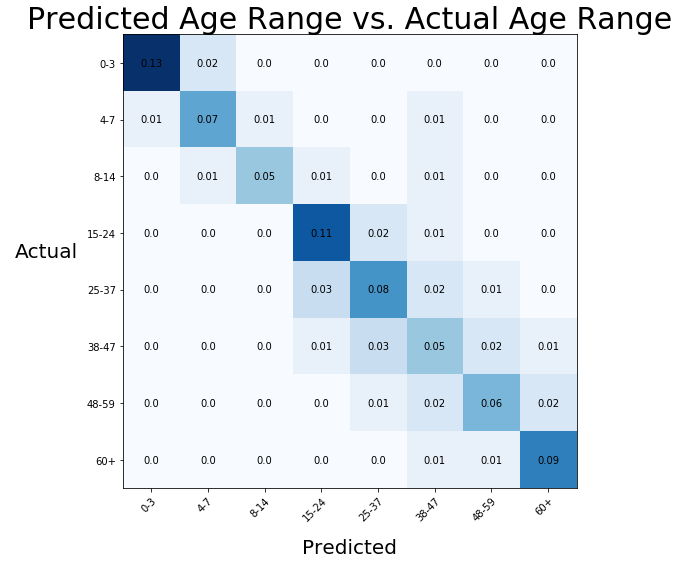 Predicted Age Range vs. Actual Age Range
0-3 0.13 0.02 0.0 0.0 0.0 0.0 0.0 0.0
4-7 0.01 0.07 0.01 0.0 0.0 0.01 0.0 0.0
8-14 0.0 0.01 0.05 0.01 0.0 0.01 0.0 0.0
15-24 0.0 0.0 0.0 0.11 0.02 0.01 0.0 0.0
Actual
25-37 0.0 0.0 0.0 0.03 0.08 0.02 0.01 0.0
38-47 0.0 0.0 0.0 0.01 0.03 0.05 0.02 0.01
48-59 0.0 0.0 0.0 0.0 0.01 0.02 0.06 0.02
60+ 0.0 0.0 0.0 0.0 0.0 0.01 0.01 0.09
0-3 4-7 8-14 15-24 25-37 38-47 48-59 60+
Predicted